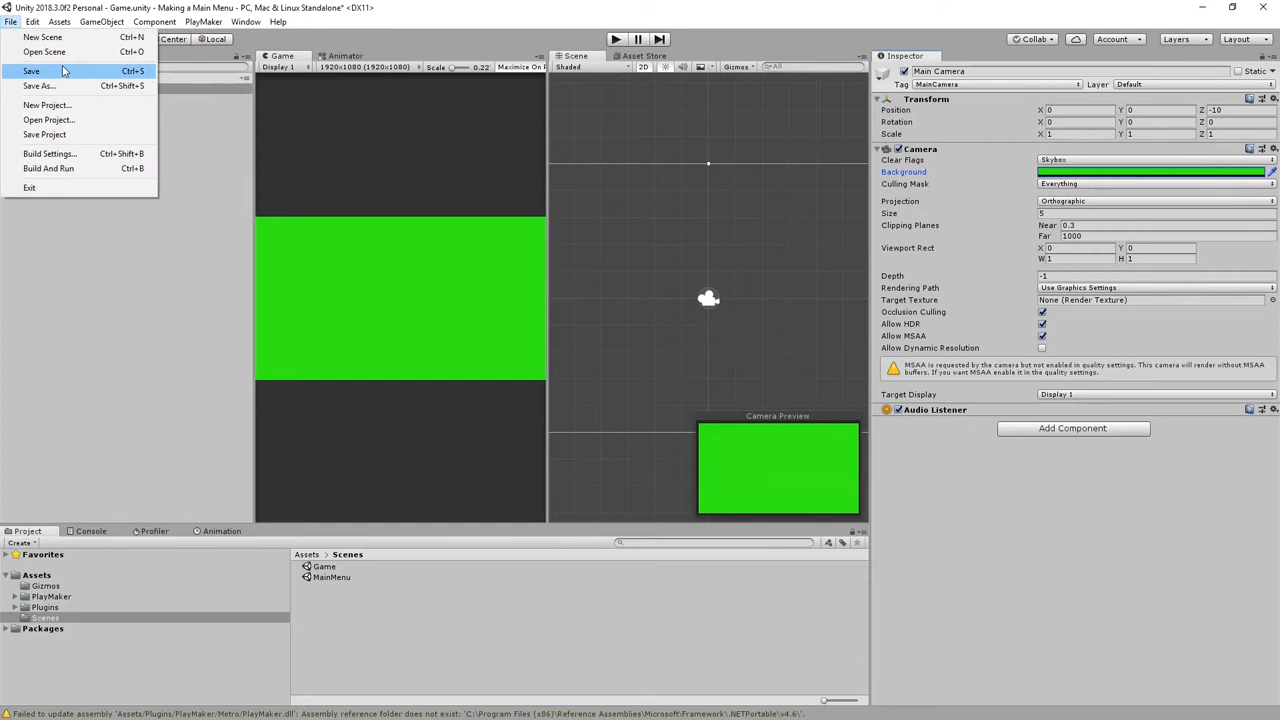 Unity 2018.3.0f2 Personal - Game.unity - Making a Main Menu - PC, Mac & Linux Standalone* <DX11>
File Edit Assets GameObject Component PlayMaker Window Help
New Scene Ctrl+N
Open Scene Ctrl+O
Save Ctrl+S
Save As... Ctrl+Shift+S
New Project...
Open Project...
Save Project
Build Settings... Ctrl+Shift+B
Build And Run Ctrl+B
Exit
Center Local
Collab Account Layers Layout
Game Animator
Display 1 1920x1080 (1920x1080) Scale 0.22 Maximize On P
Scene Asset Store
Shaded 2D Gizmos All
Camera Preview
Inspector
Main Camera Static
Tag MainCamera Layer Default
Transform
Position X 0 Y 0 Z -10
Rotation X 0 Y 0 Z 0
Scale X 1 Y 1 Z 1
Camera
Clear Flags Skybox
Background
Culling Mask Everything
Projection Orthographic
Size 5
Clipping Planes Near 0.3
Far 1000
Viewport Rect X 0 Y 0
W 1 H 1
Depth -1
Rendering Path Use Graphics Settings
Target Texture None (Render Texture)
Occlusion Culling
Allow HDR
Allow MSAA
Allow Dynamic Resolution
MSAA is requested by the camera but not enabled in quality settings. This camera will render without MSAA
buffers. If you want MSAA enable it in the quality settings.
Target Display Display 1
Audio Listener
Add Component
Project Console Profiler Animation
Create
Favorites
Assets
Gizmos
PlayMaker
Plugins
Scenes
Packages
Assets Scenes
Game
MainMenu
Failed to update assembly 'Assets/Plugins/PlayMaker/Metro/PlayMaker.dll': Assembly reference folder does not exist: 'C:\Program Files (x86)\Reference Assemblies\Microsoft\Framework\.NETPortable\v4.6\'.